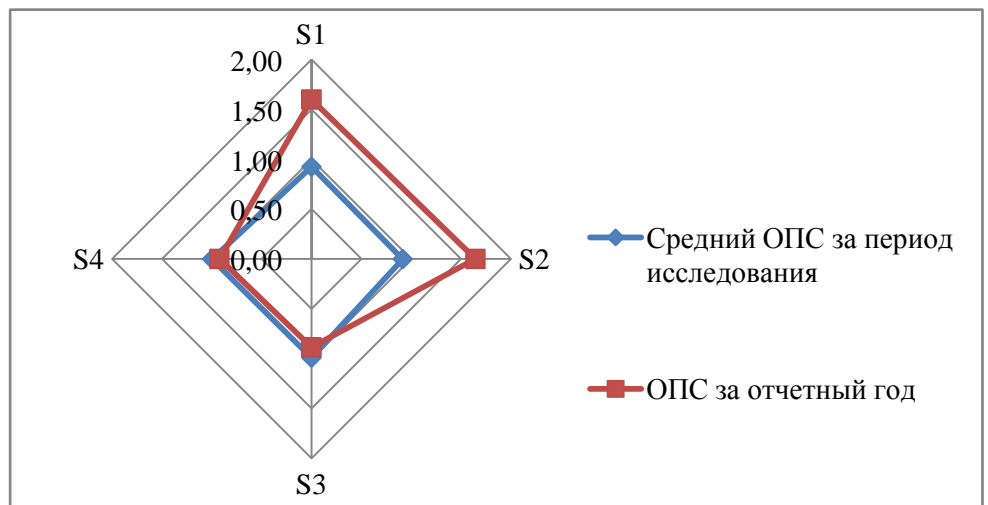 S1
2,00
1,50
1,00
0,50
0,00
S4
S2
S3
Средний ОПС за период
исследования
ОПС за отчетный год